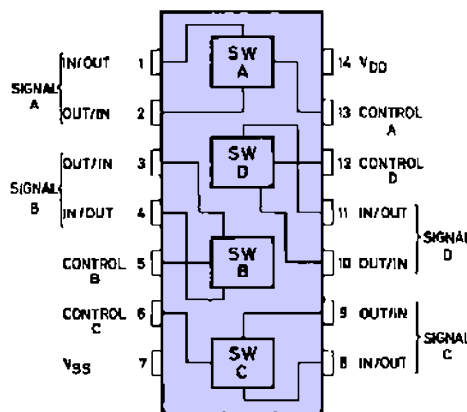 IN/OUT 1
SIGNAL A
OUT/IN 2
OUT/IN 3
SIGNAL B
IN/OUT 4
CONTROL B 5
CONTROL C 6
VSS 7
SW A
SW D
SW B
SW C
14 VDD
13 CONTROL A
12 CONTROL D
11 IN/OUT
SIGNAL D
10 OUT/IN
9 OUT/IN
SIGNAL C
8 IN/OUT